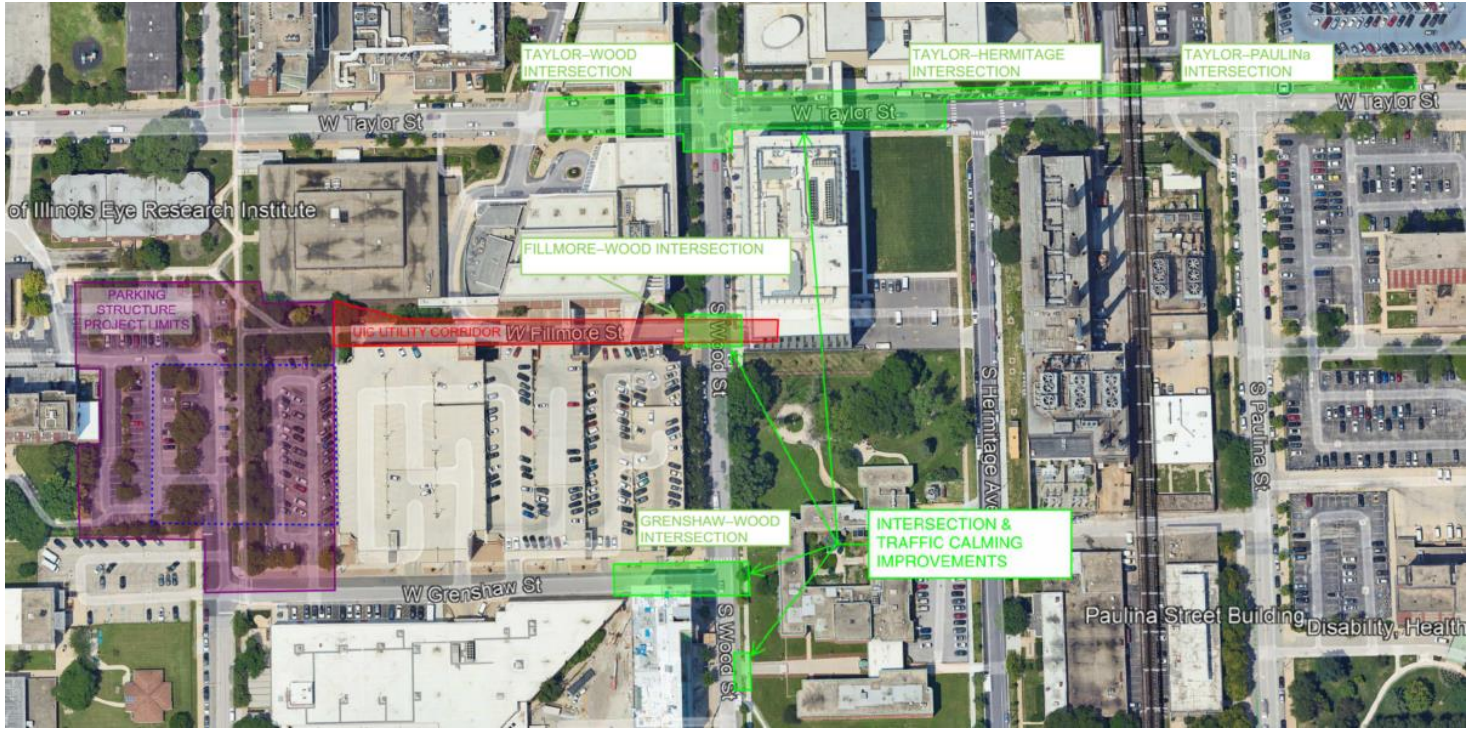 TAYLOR–WOOD
INTERSECTION
TAYLOR–HERMITAGE
INTERSECTION
TAYLOR–PAULINa
INTERSECTION
W Taylor St
W Taylor St
W Taylor St
of Illinois Eye Research Institute
FILLMORE–WOOD INTERSECTION
PARKING
STRUCTURE
PROJECT LIMITS
UIC UTILITY CORRIDOR
W Fillmore St
S Wood St
S Hermitage Ave
S Paulina St
GRENSHAW–WOOD
INTERSECTION
INTERSECTION &
TRAFFIC CALMING
IMPROVEMENTS
W Grenshaw St
S Wood St
Paulina Street Building
Disability, Health